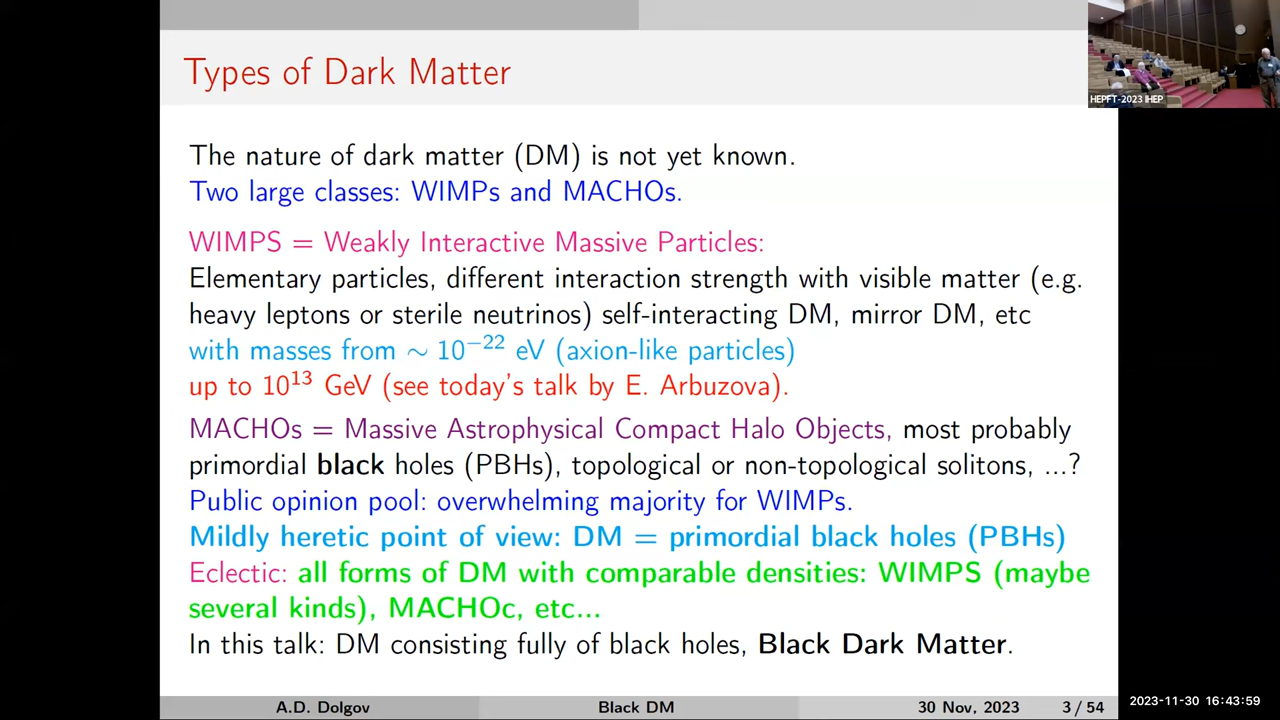 Types of Dark Matter
HEPFT-2023 IHEP
The nature of dark matter (DM) is not yet known.
Two large classes: WIMPs and MACHOs.
WIMPS = Weakly Interactive Massive Particles:
Elementary particles, different interaction strength with visible matter (e.g.
heavy leptons or sterile neutrinos) self-interacting DM, mirror DM, etc
with masses from ∼ 10⁻²² eV (axion-like particles)
up to 10¹³ GeV (see today's talk by E. Arbuzova).
MACHOs = Massive Astrophysical Compact Halo Objects, most probably
primordial black holes (PBHs), topological or non-topological solitons, ...?
Public opinion pool: overwhelming majority for WIMPs.
Mildly heretic point of view: DM = primordial black holes (PBHs)
Eclectic: all forms of DM with comparable densities: WIMPS (maybe
several kinds), MACHOc, etc...
In this talk: DM consisting fully of black holes, Black Dark Matter.
A.D. Dolgov Black DM 30 Nov, 2023 3 / 54
2023-11-30 16:43:59